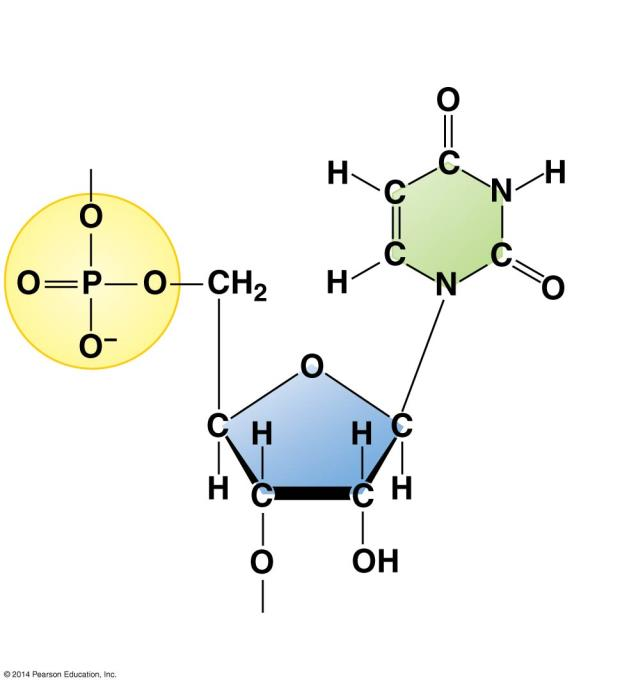 O
H C N H
C
O
O=P—O—CH₂
C C
H N O
O⁻
O
C H H C
H C C H
O OH
© 2014 Pearson Education, Inc.